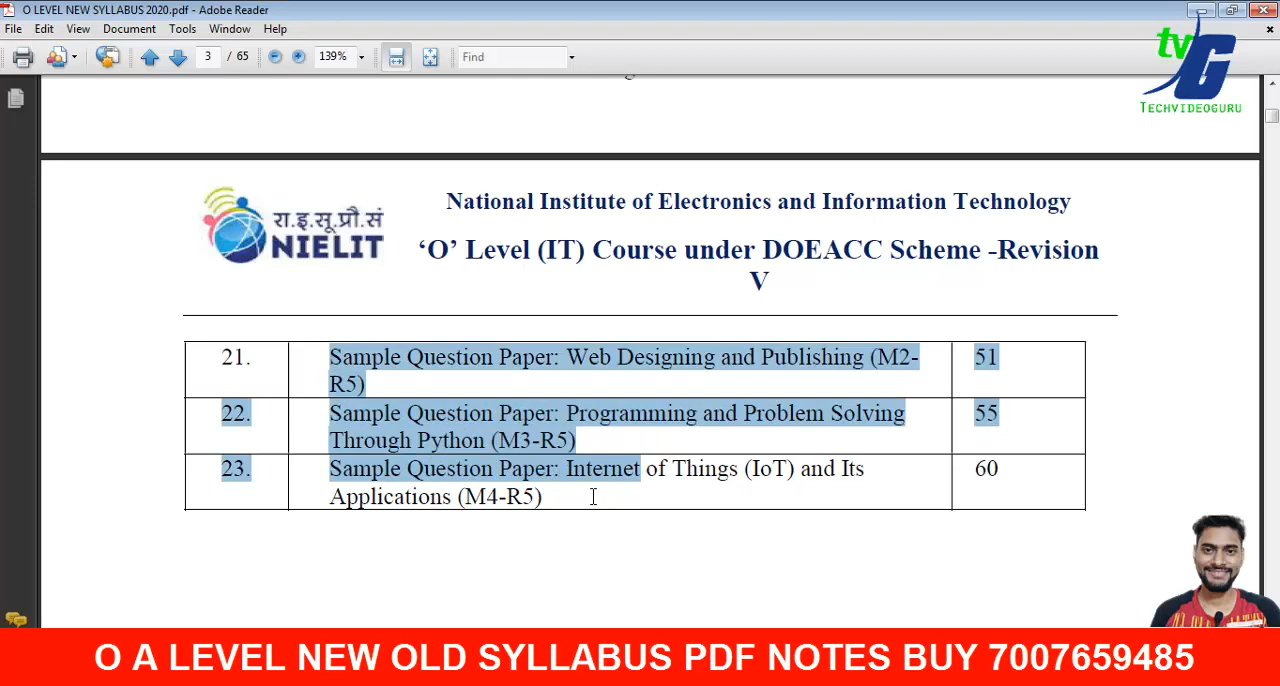 O LEVEL NEW SYLLABUS 2020.pdf - Adobe Reader
File Edit View Document Tools Window Help
3 / 65 139% Find
tvG
TECHVIDEOGURU
रा.इ.सू.प्रौ.सं
NIELIT
National Institute of Electronics and Information Technology
‘O’ Level (IT) Course under DOEACC Scheme -Revision
V
21. Sample Question Paper: Web Designing and Publishing (M2- 51
R5)
22. Sample Question Paper: Programming and Problem Solving 55
Through Python (M3-R5)
23. Sample Question Paper: Internet of Things (IoT) and Its 60
Applications (M4-R5)
O A LEVEL NEW OLD SYLLABUS PDF NOTES BUY 7007659485